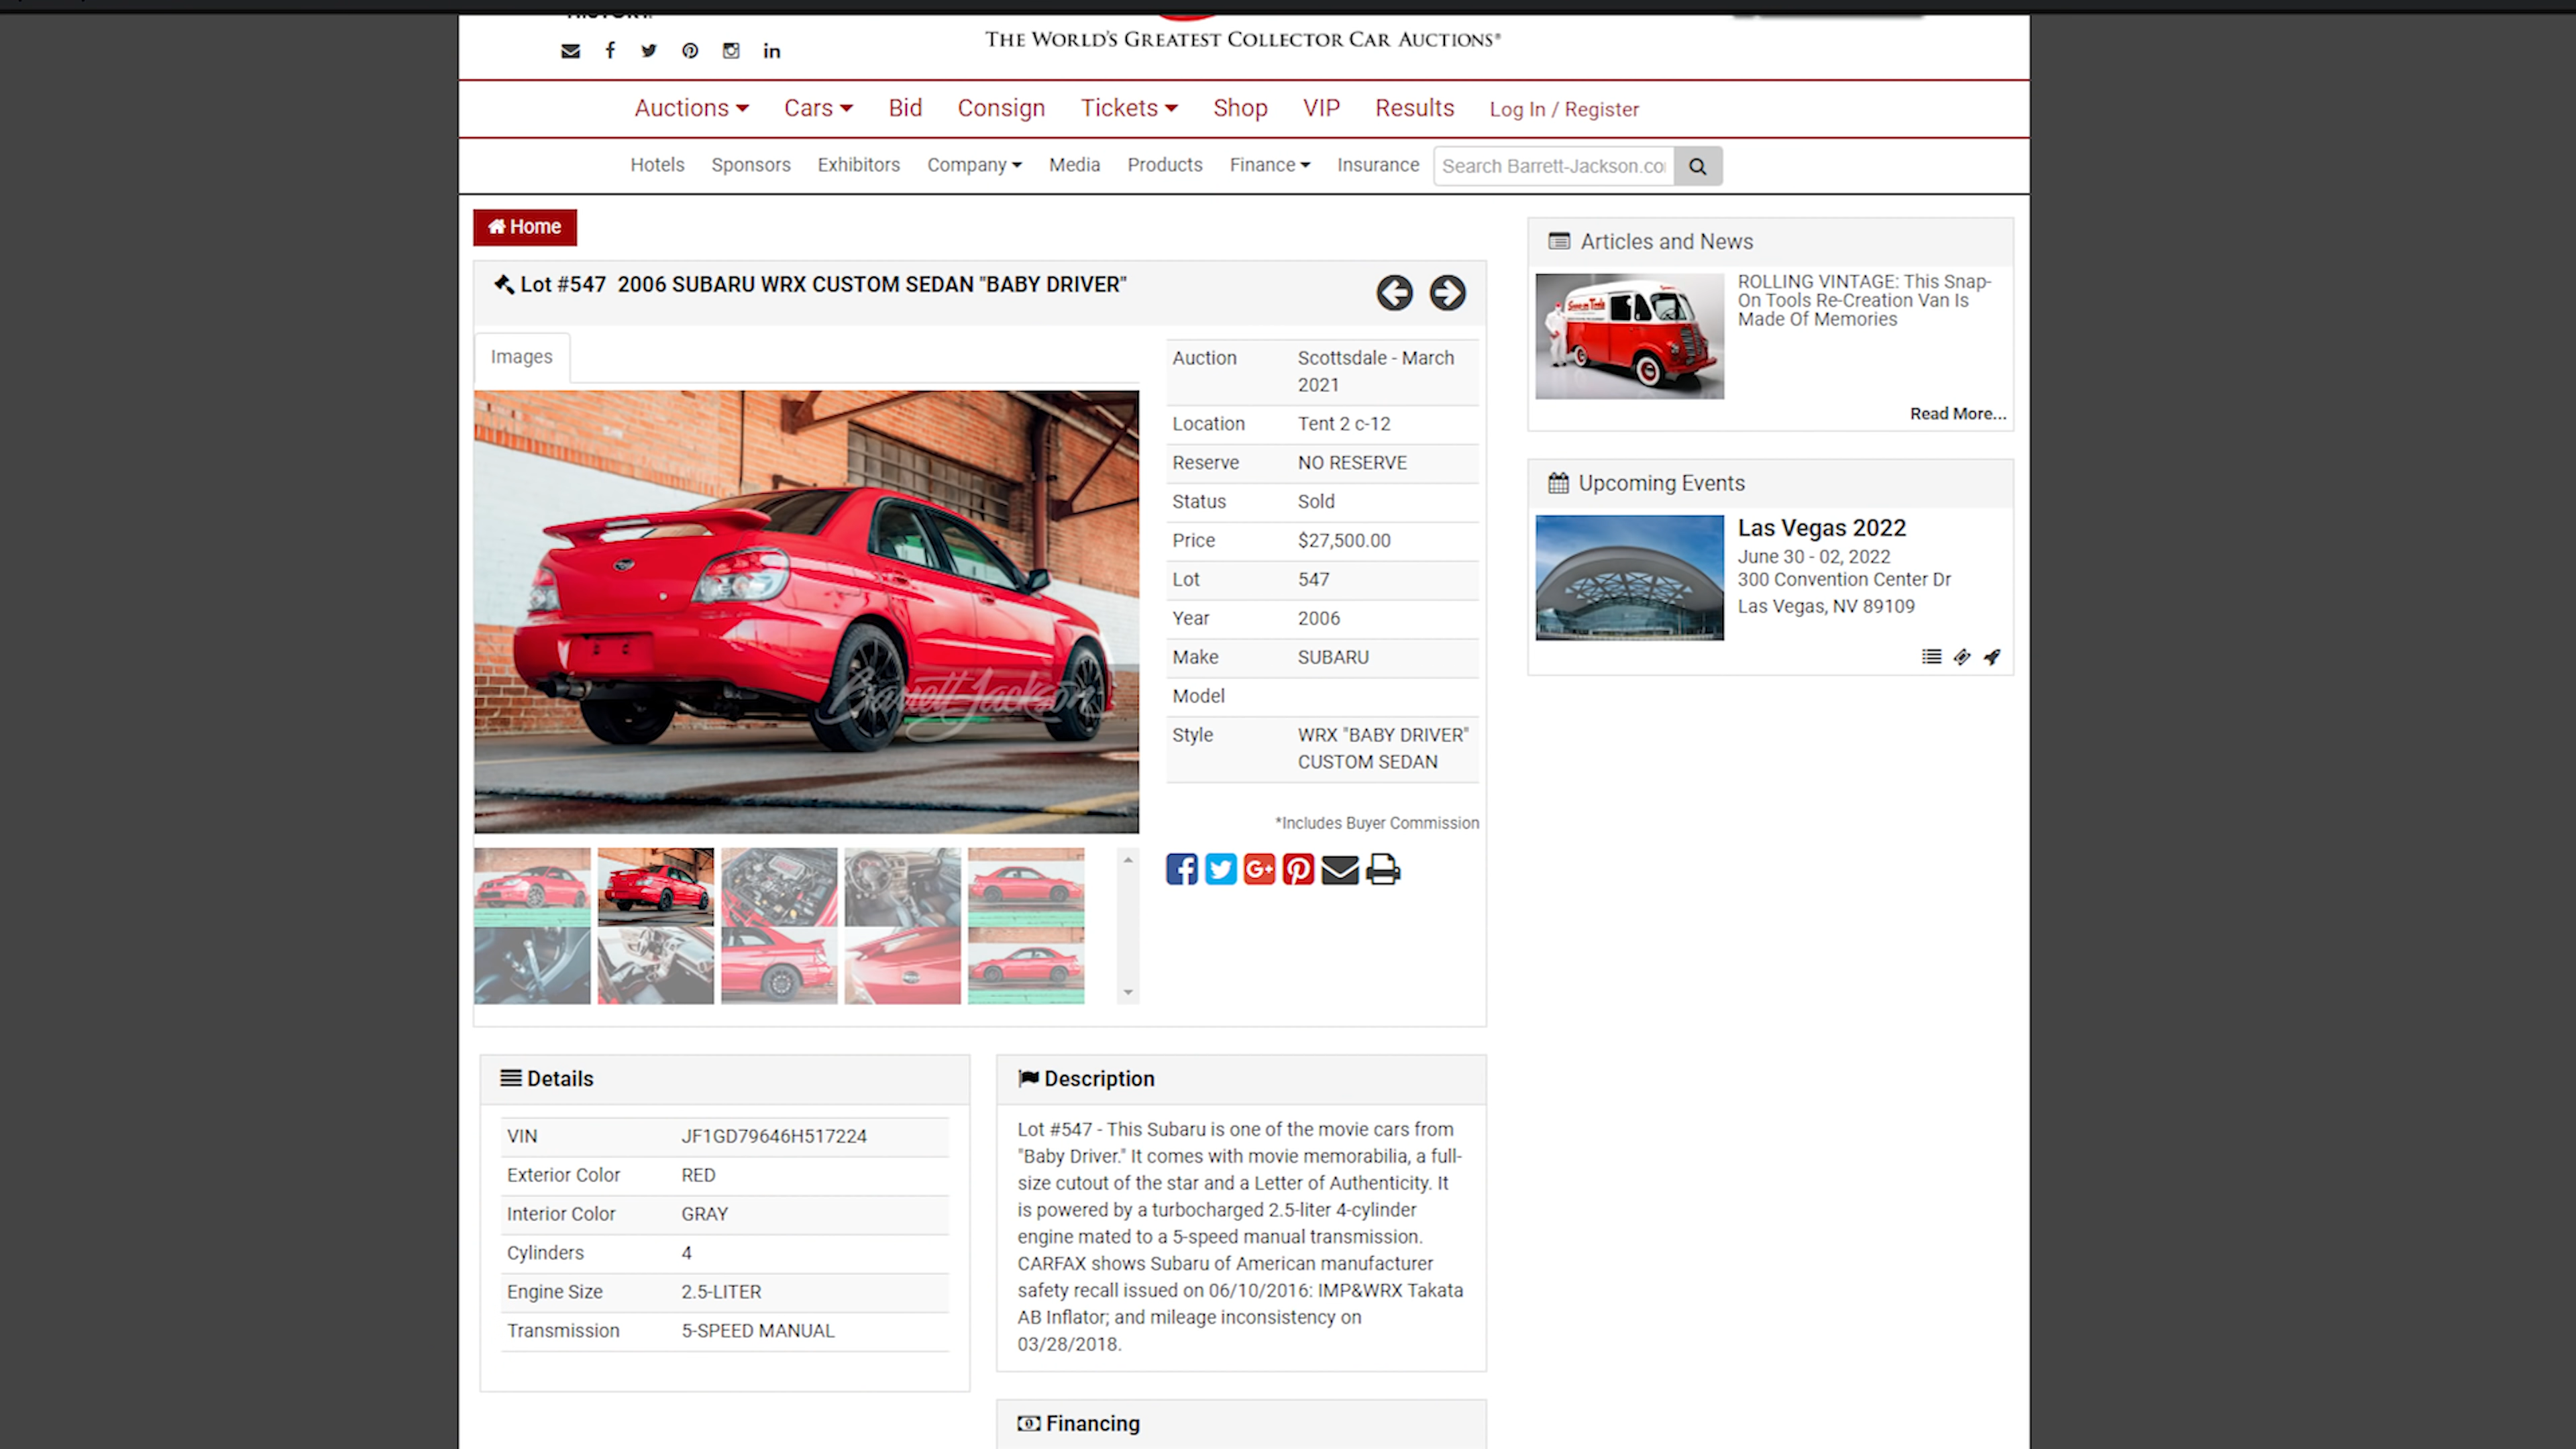 THE WORLD'S GREATEST COLLECTOR CAR AUCTIONS®
Auctions Cars Bid Consign Tickets Shop VIP Results Log In / Register
Hotels Sponsors Exhibitors Company Media Products Finance Insurance Search Barrett-Jackson.co
Home
Lot #547 2006 SUBARU WRX CUSTOM SEDAN "BABY DRIVER"
Images
Barrett-Jackson
Auction Scottsdale - March
2021
Location Tent 2 c-12
Reserve NO RESERVE
Status Sold
Price $27,500.00
Lot 547
Year 2006
Make SUBARU
Model
Style WRX "BABY DRIVER"
CUSTOM SEDAN
*Includes Buyer Commission
Details
VIN JF1GD79646H517224
Exterior Color RED
Interior Color GRAY
Cylinders 4
Engine Size 2.5-LITER
Transmission 5-SPEED MANUAL
Description
Lot #547 - This Subaru is one of the movie cars from
"Baby Driver." It comes with movie memorabilia, a full-
size cutout of the star and a Letter of Authenticity. It
is powered by a turbocharged 2.5-liter 4-cylinder
engine mated to a 5-speed manual transmission.
CARFAX shows Subaru of American manufacturer
safety recall issued on 06/10/2016: IMP&WRX Takata
AB Inflator; and mileage inconsistency on
03/28/2018.
Financing
Articles and News
Snap-on Tools
ROLLING VINTAGE: This Snap-
On Tools Re-Creation Van Is
Made Of Memories
Read More...
Upcoming Events
Las Vegas 2022
June 30 - 02, 2022
300 Convention Center Dr
Las Vegas, NV 89109